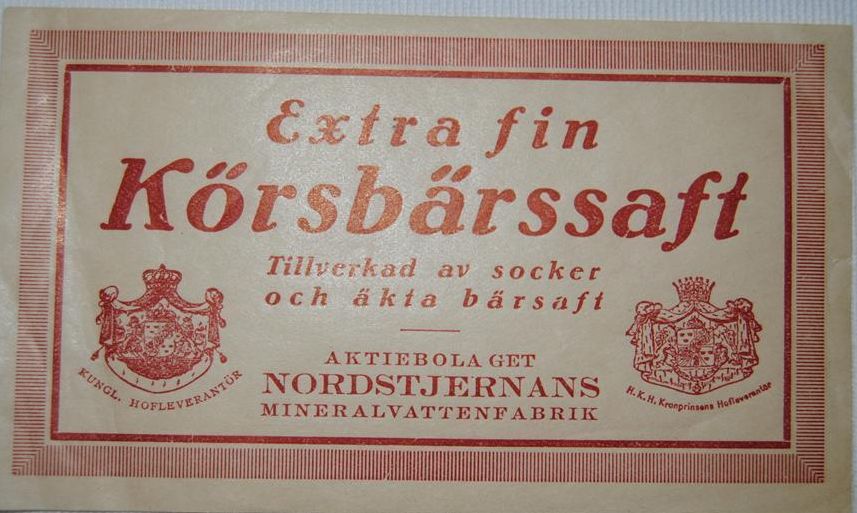 Extra fin
Körsbärssaft
Tillverkad av socker
och äkta bärsaft
AKTIEBOLAGET
NORDSTJERNANS
MINERALVATTENFABRIK
KUNGL. HOFLEVERANTÖR
H.K.H. Kronprinsens Hofleverantör